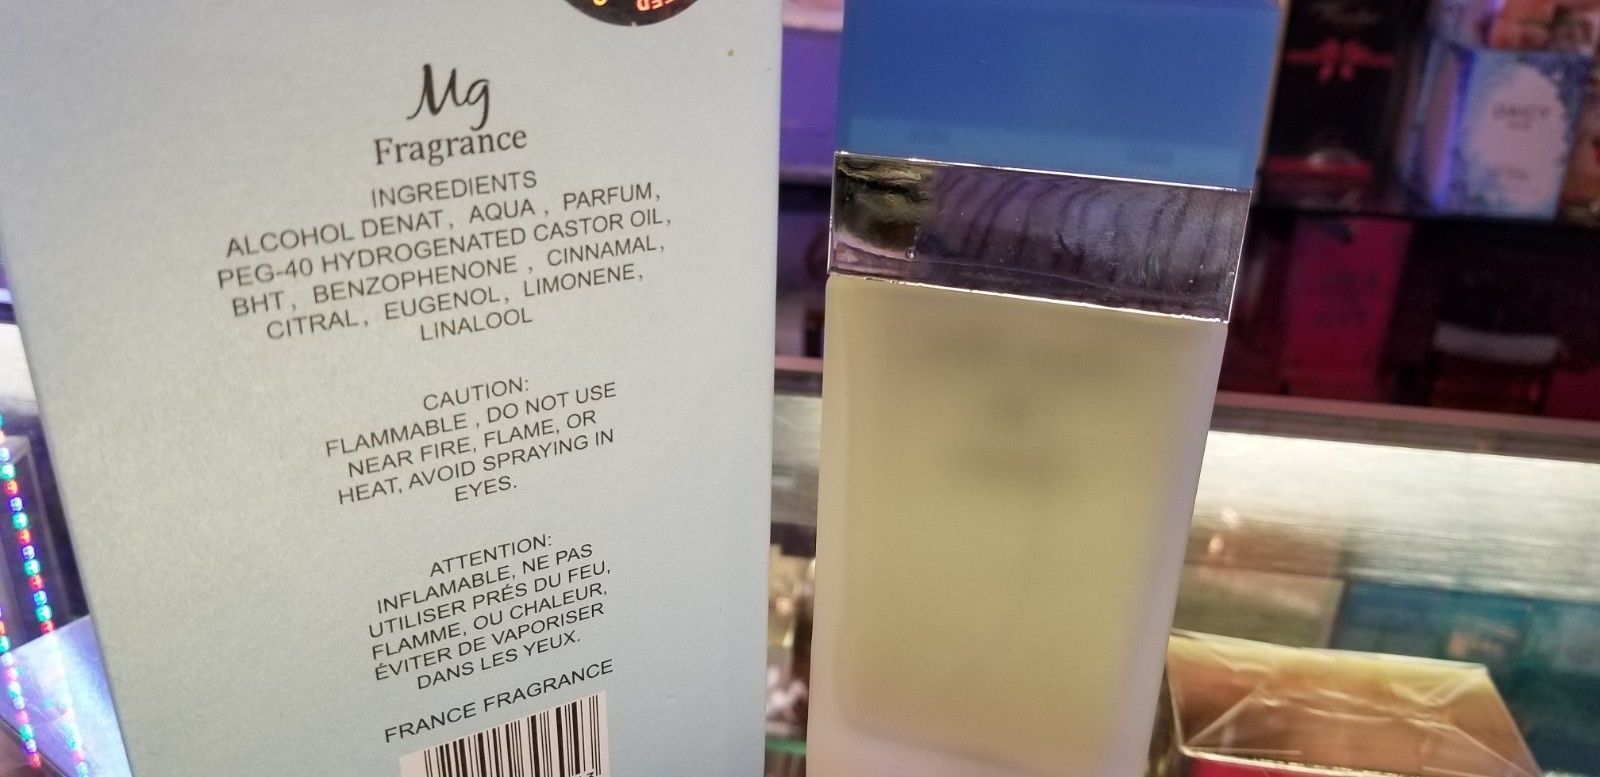 Mg
Fragrance
INGREDIENTS
ALCOHOL DENAT, AQUA , PARFUM,
PEG-40 HYDROGENATED CASTOR OIL,
BHT, BENZOPHENONE , CINNAMAL,
CITRAL, EUGENOL, LIMONENE,
LINALOOL
CAUTION:
FLAMMABLE , DO NOT USE
NEAR FIRE, FLAME, OR
HEAT, AVOID SPRAYING IN
EYES.
ATTENTION:
INFLAMABLE, NE PAS
UTILISER PRÉS DU FEU,
FLAMME, OU CHALEUR,
ÉVITER DE VAPORISER
DANS LES YEUX.
FRANCE FRAGRANCE